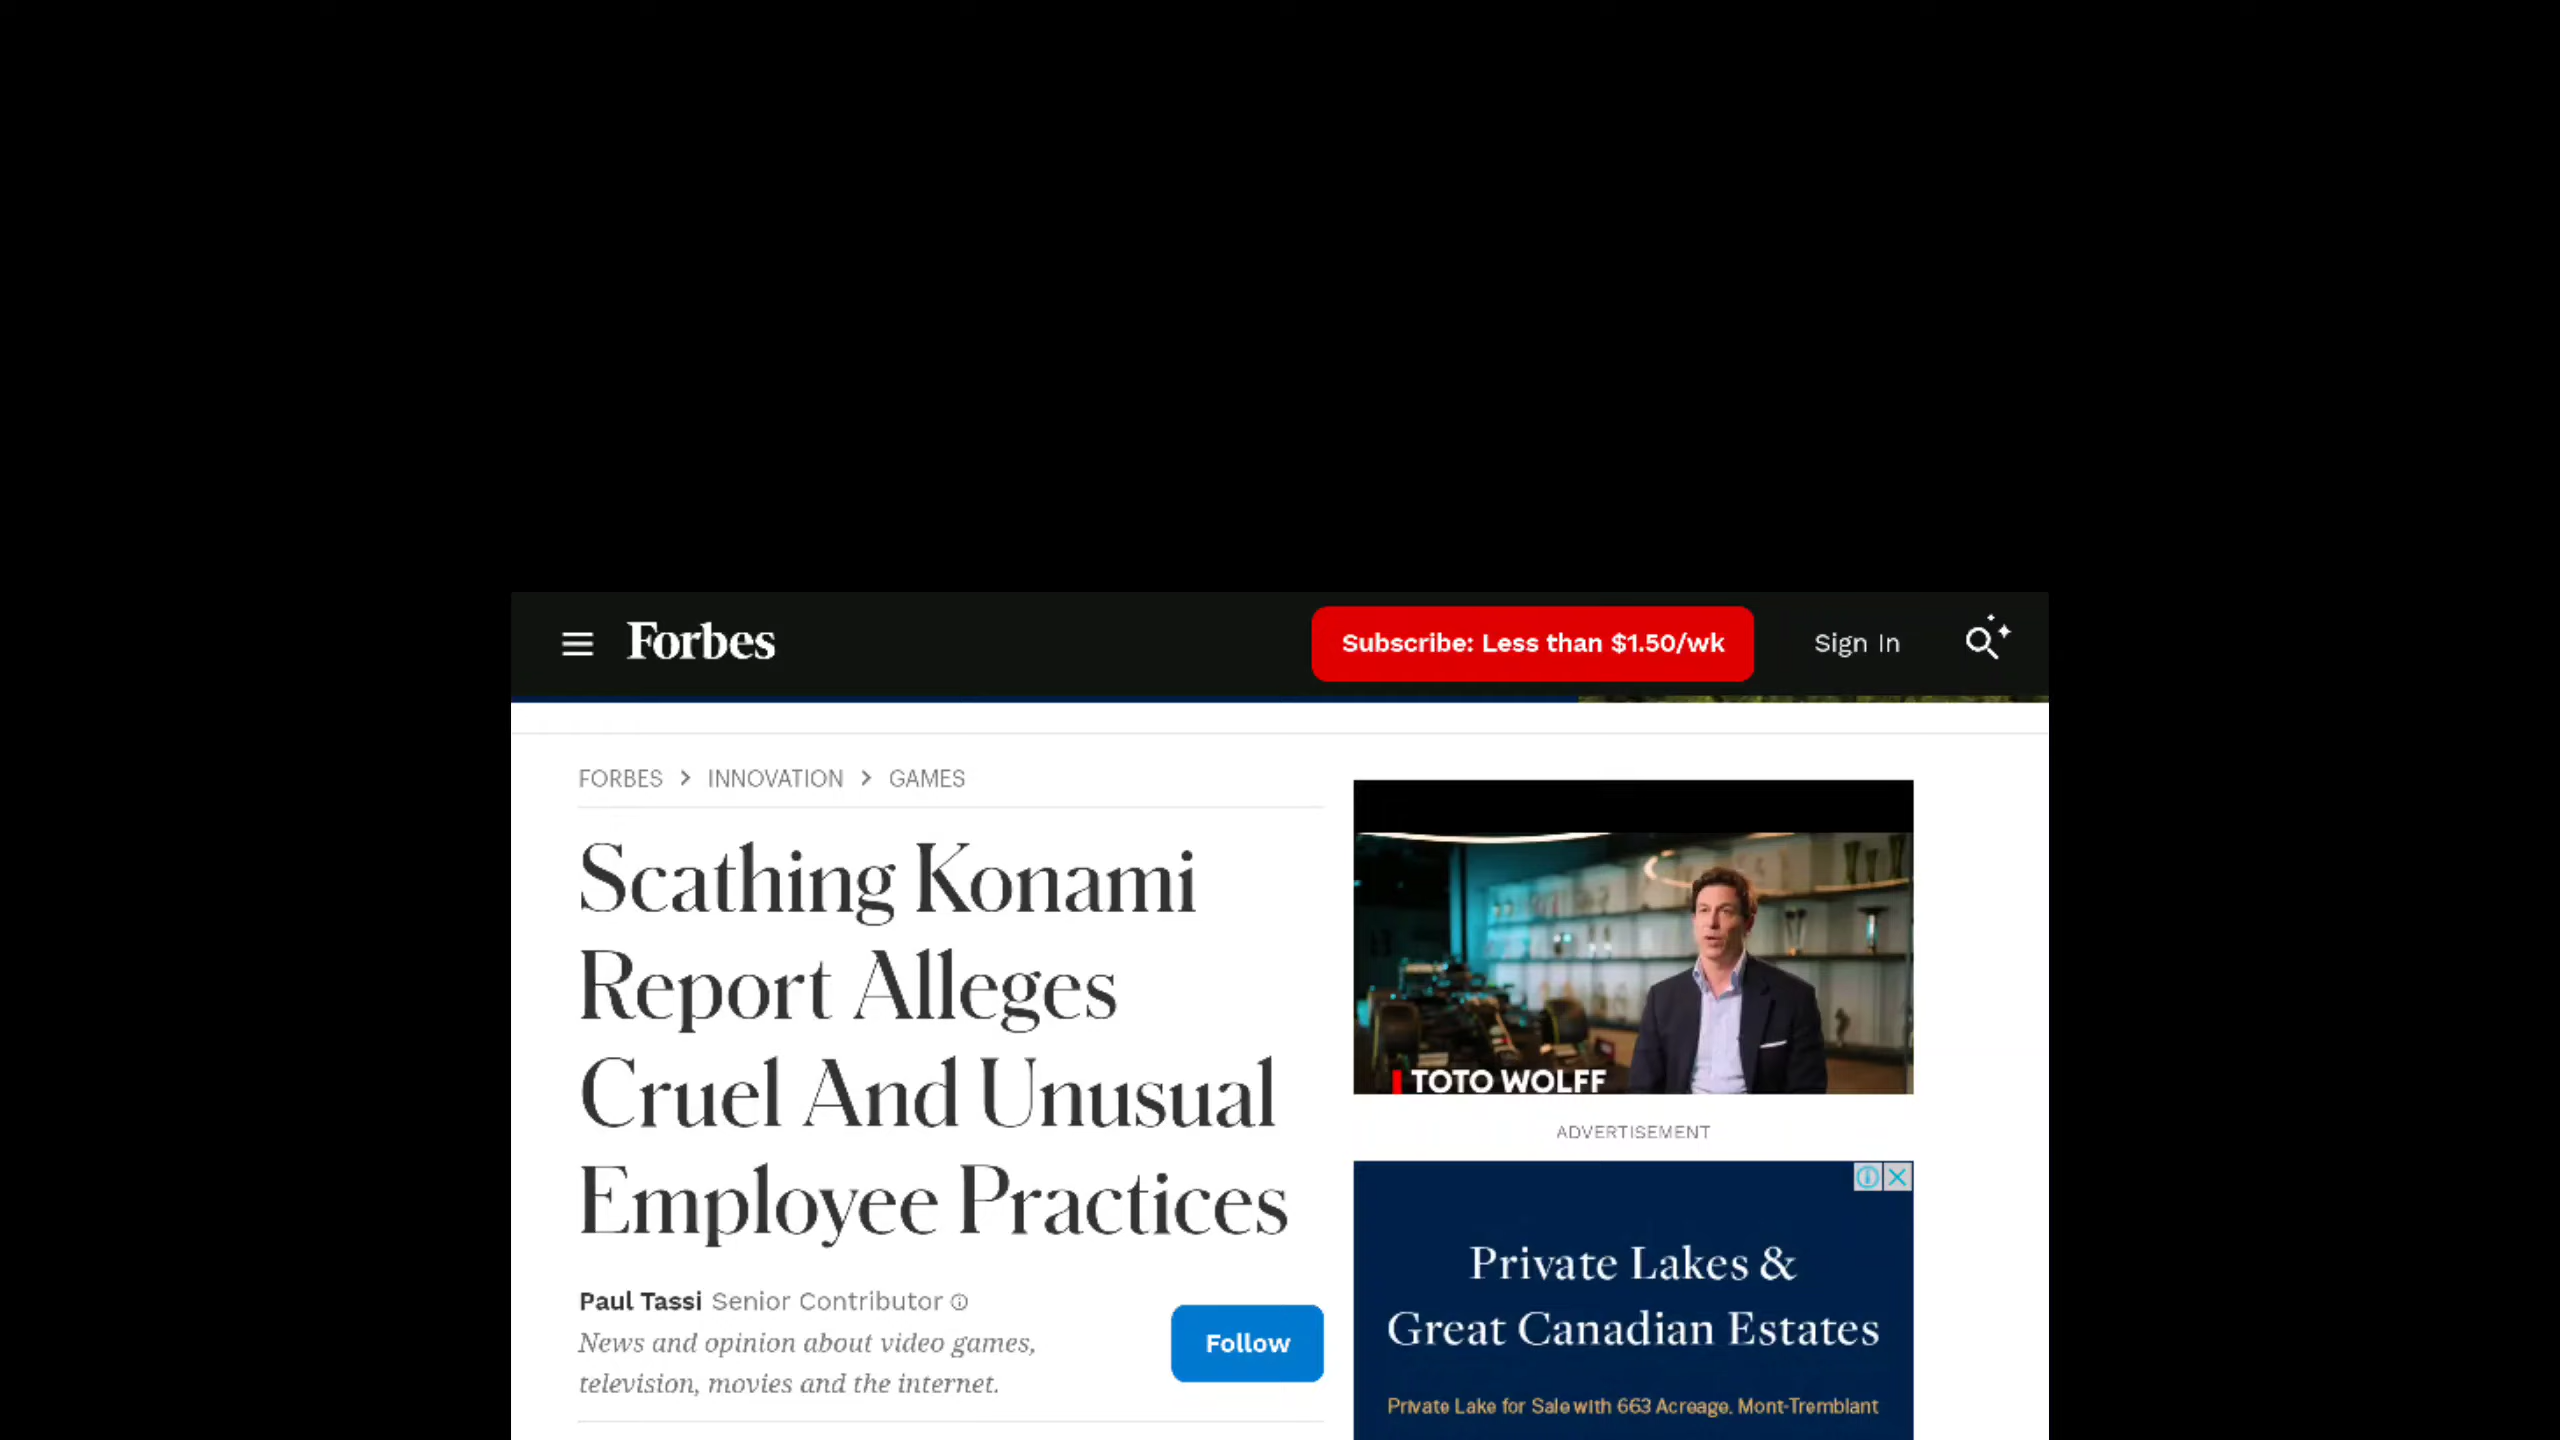 Forbes
Subscribe: Less than $1.50/wk
Sign In
FORBES > INNOVATION > GAMES
Scathing Konami
Report Alleges
Cruel And Unusual
Employee Practices
Paul Tassi Senior Contributor
News and opinion about video games,
television, movies and the internet.
Follow
TOTO WOLFF
ADVERTISEMENT
Private Lakes &
Great Canadian Estates
Private Lake for Sale with 663 Acreage. Mont-Tremblant